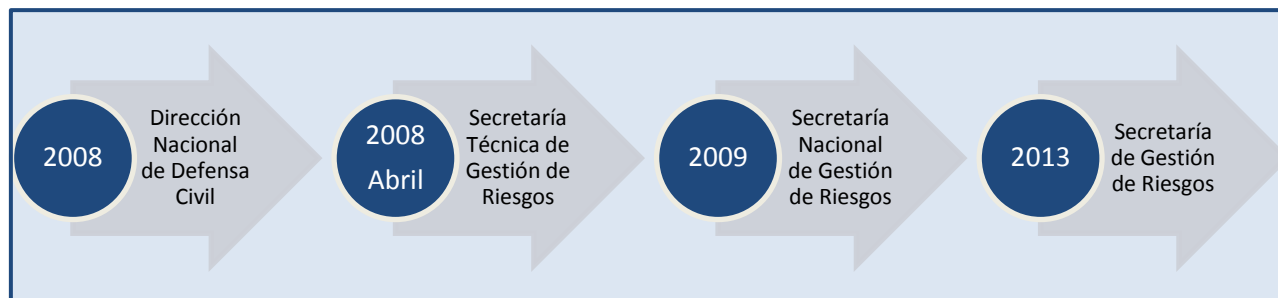 2008
Dirección
Nacional
de Defensa
Civil
2008
Abril
Secretaría
Técnica de
Gestión de
Riesgos
2009
Secretaría
Nacional
de Gestión
de Riesgos
2013
Secretaría
de Gestión
de Riesgos